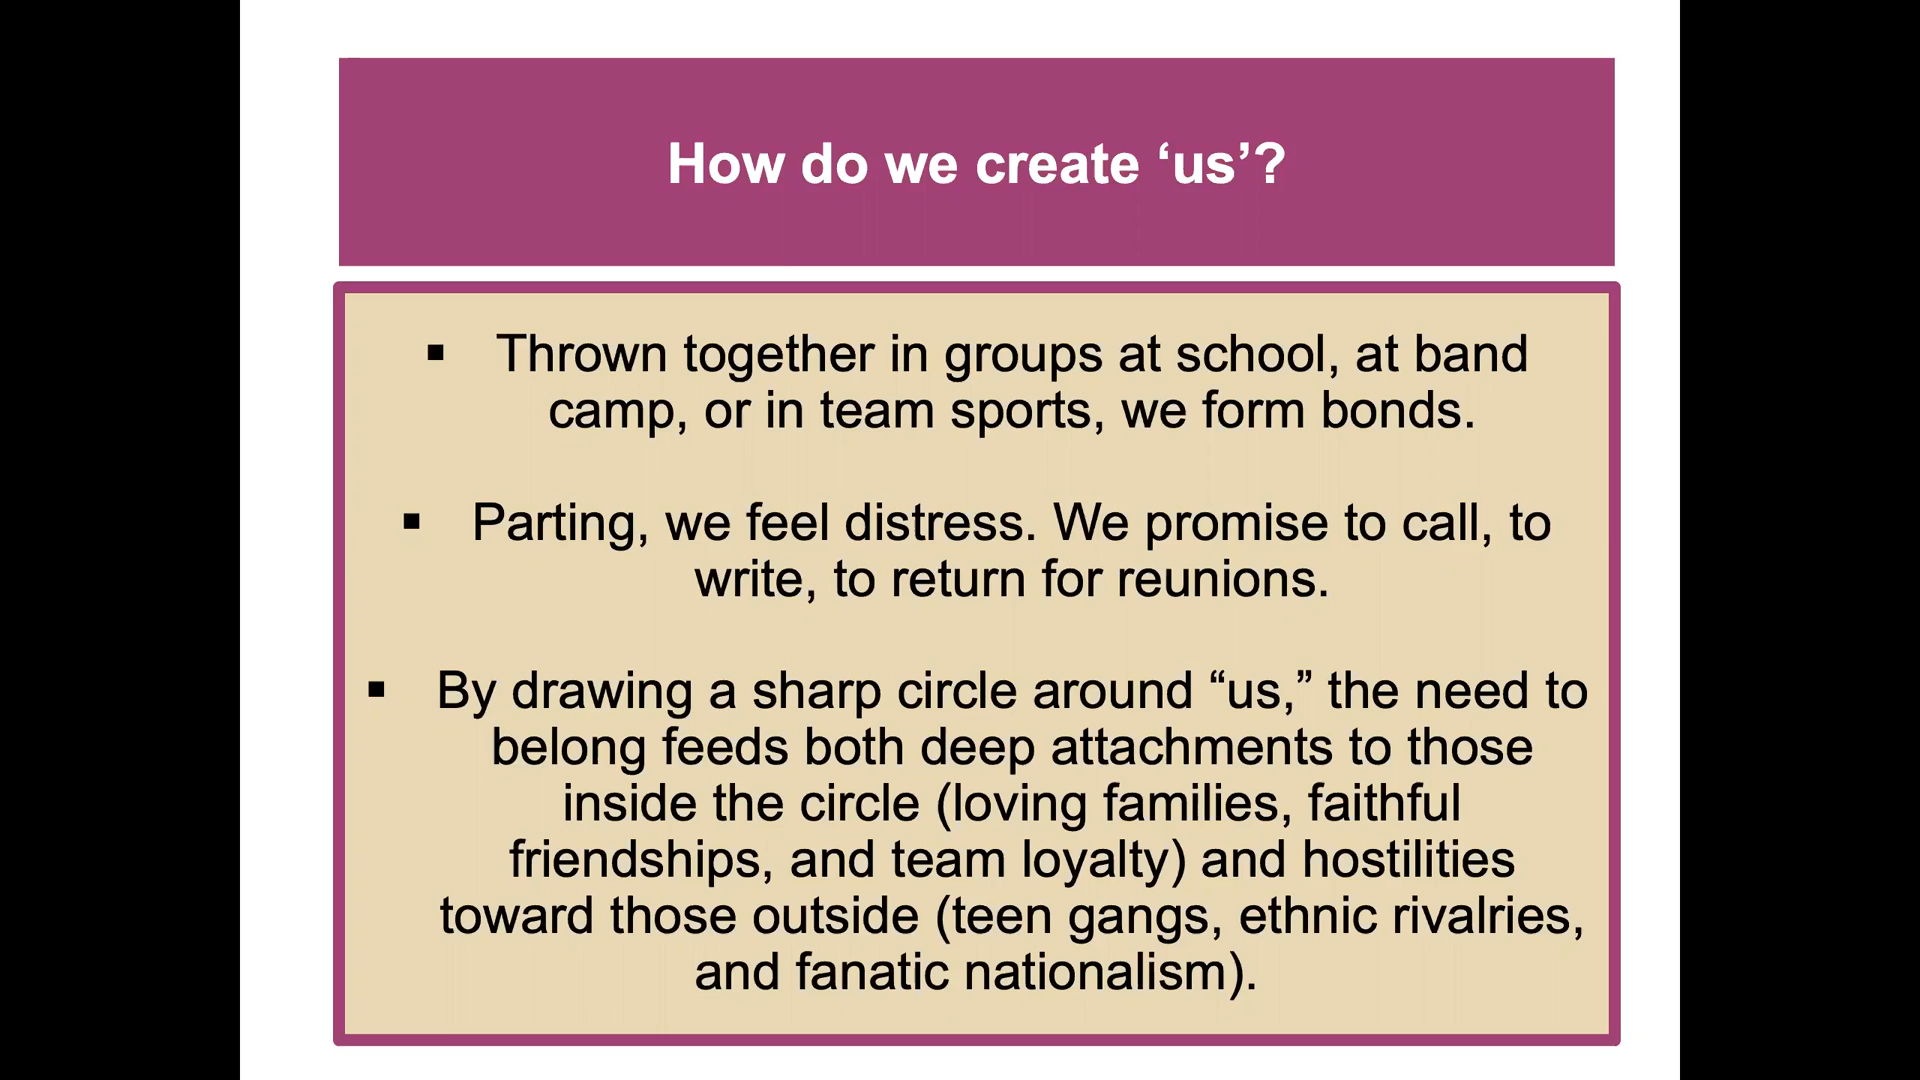 How do we create ‘us’?
▪ Thrown together in groups at school, at band
camp, or in team sports, we form bonds.
▪ Parting, we feel distress. We promise to call, to
write, to return for reunions.
▪ By drawing a sharp circle around “us,” the need to
belong feeds both deep attachments to those
inside the circle (loving families, faithful
friendships, and team loyalty) and hostilities
toward those outside (teen gangs, ethnic rivalries,
and fanatic nationalism).